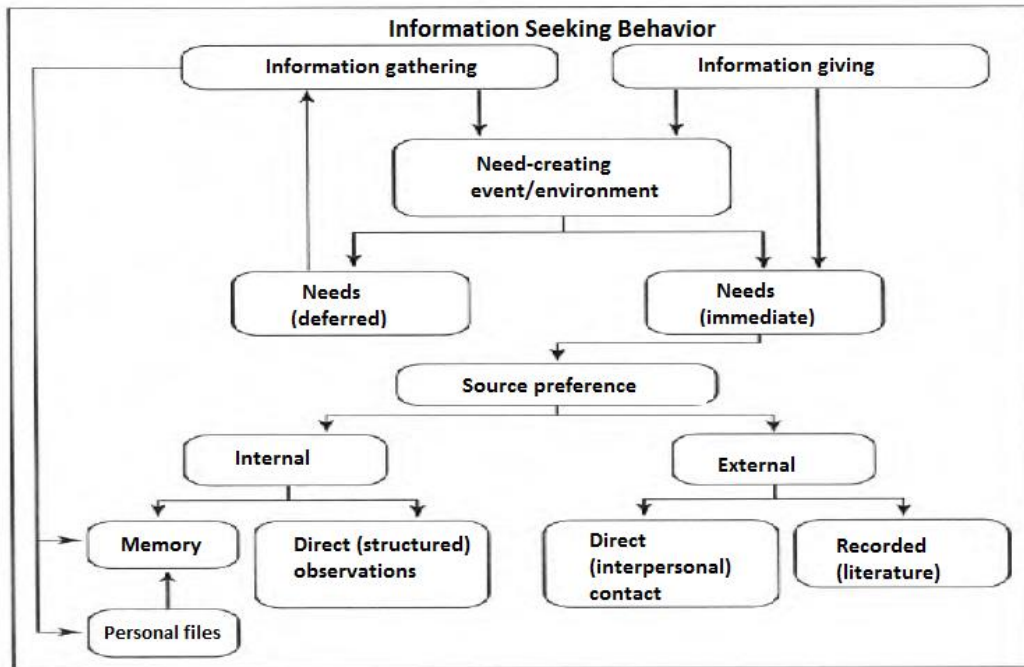 Information Seeking Behavior
Information gathering
Information giving
Need-creating
event/environment
Needs
(deferred)
Needs
(immediate)
Source preference
Internal
External
Memory
Direct (structured)
observations
Direct
(interpersonal)
contact
Recorded
(literature)
Personal files